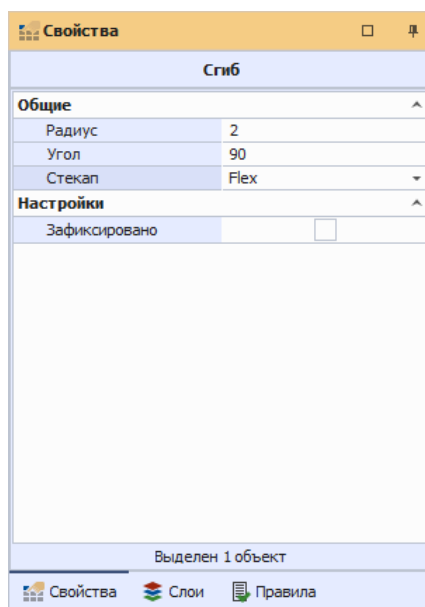 Свойства
Сгиб
Общие
Радиус 2
Угол 90
Стекап Flex
Настройки
Зафиксировано
Выделен 1 объект
Свойства Слои Правила